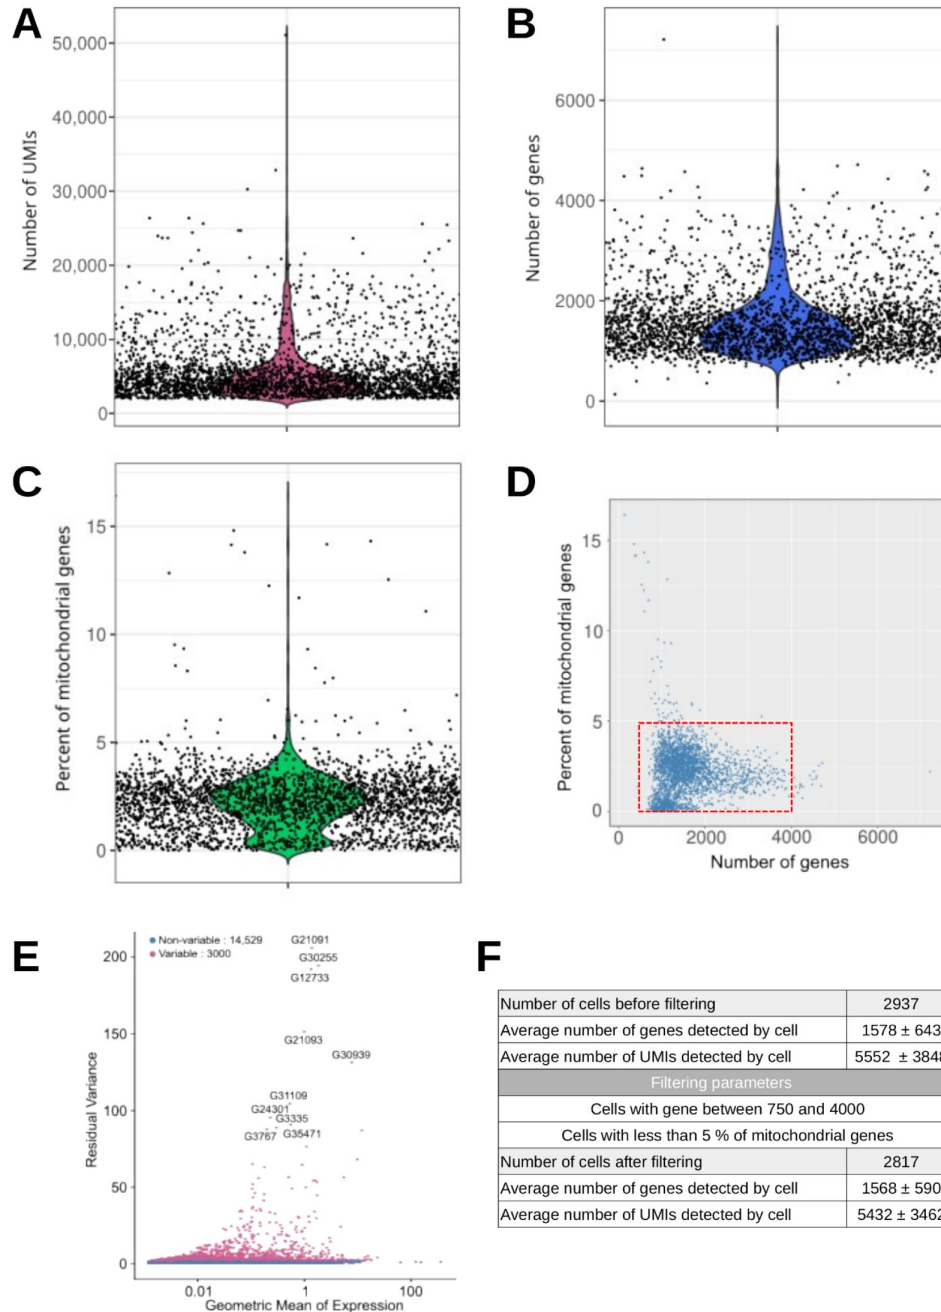 A
Number of UMIs
50,000
40,000
30,000
20,000
10,000
0
B
Number of genes
6000
4000
2000
0
C
Percent of mitochondrial genes
15
10
5
0
D
Percent of mitochondrial genes
15
10
5
0
0 2000 4000 6000
Number of genes
E
Residual Variance
200
150
100
50
0
Non-variable : 14,529
Variable : 3000
G21091
G30255
G12733
G21093
G30939
G31109
G24301
G3335
G3767 G35471
0.01 1 100
Geometric Mean of Expression
F
Number of cells before filtering 2937
Average number of genes detected by cell 1578 ± 643
Average number of UMIs detected by cell 5552 ± 3848
Filtering parameters
Cells with gene between 750 and 4000
Cells with less than 5 % of mitochondrial genes
Number of cells after filtering 2817
Average number of genes detected by cell 1568 ± 590
Average number of UMIs detected by cell 5432 ± 3462